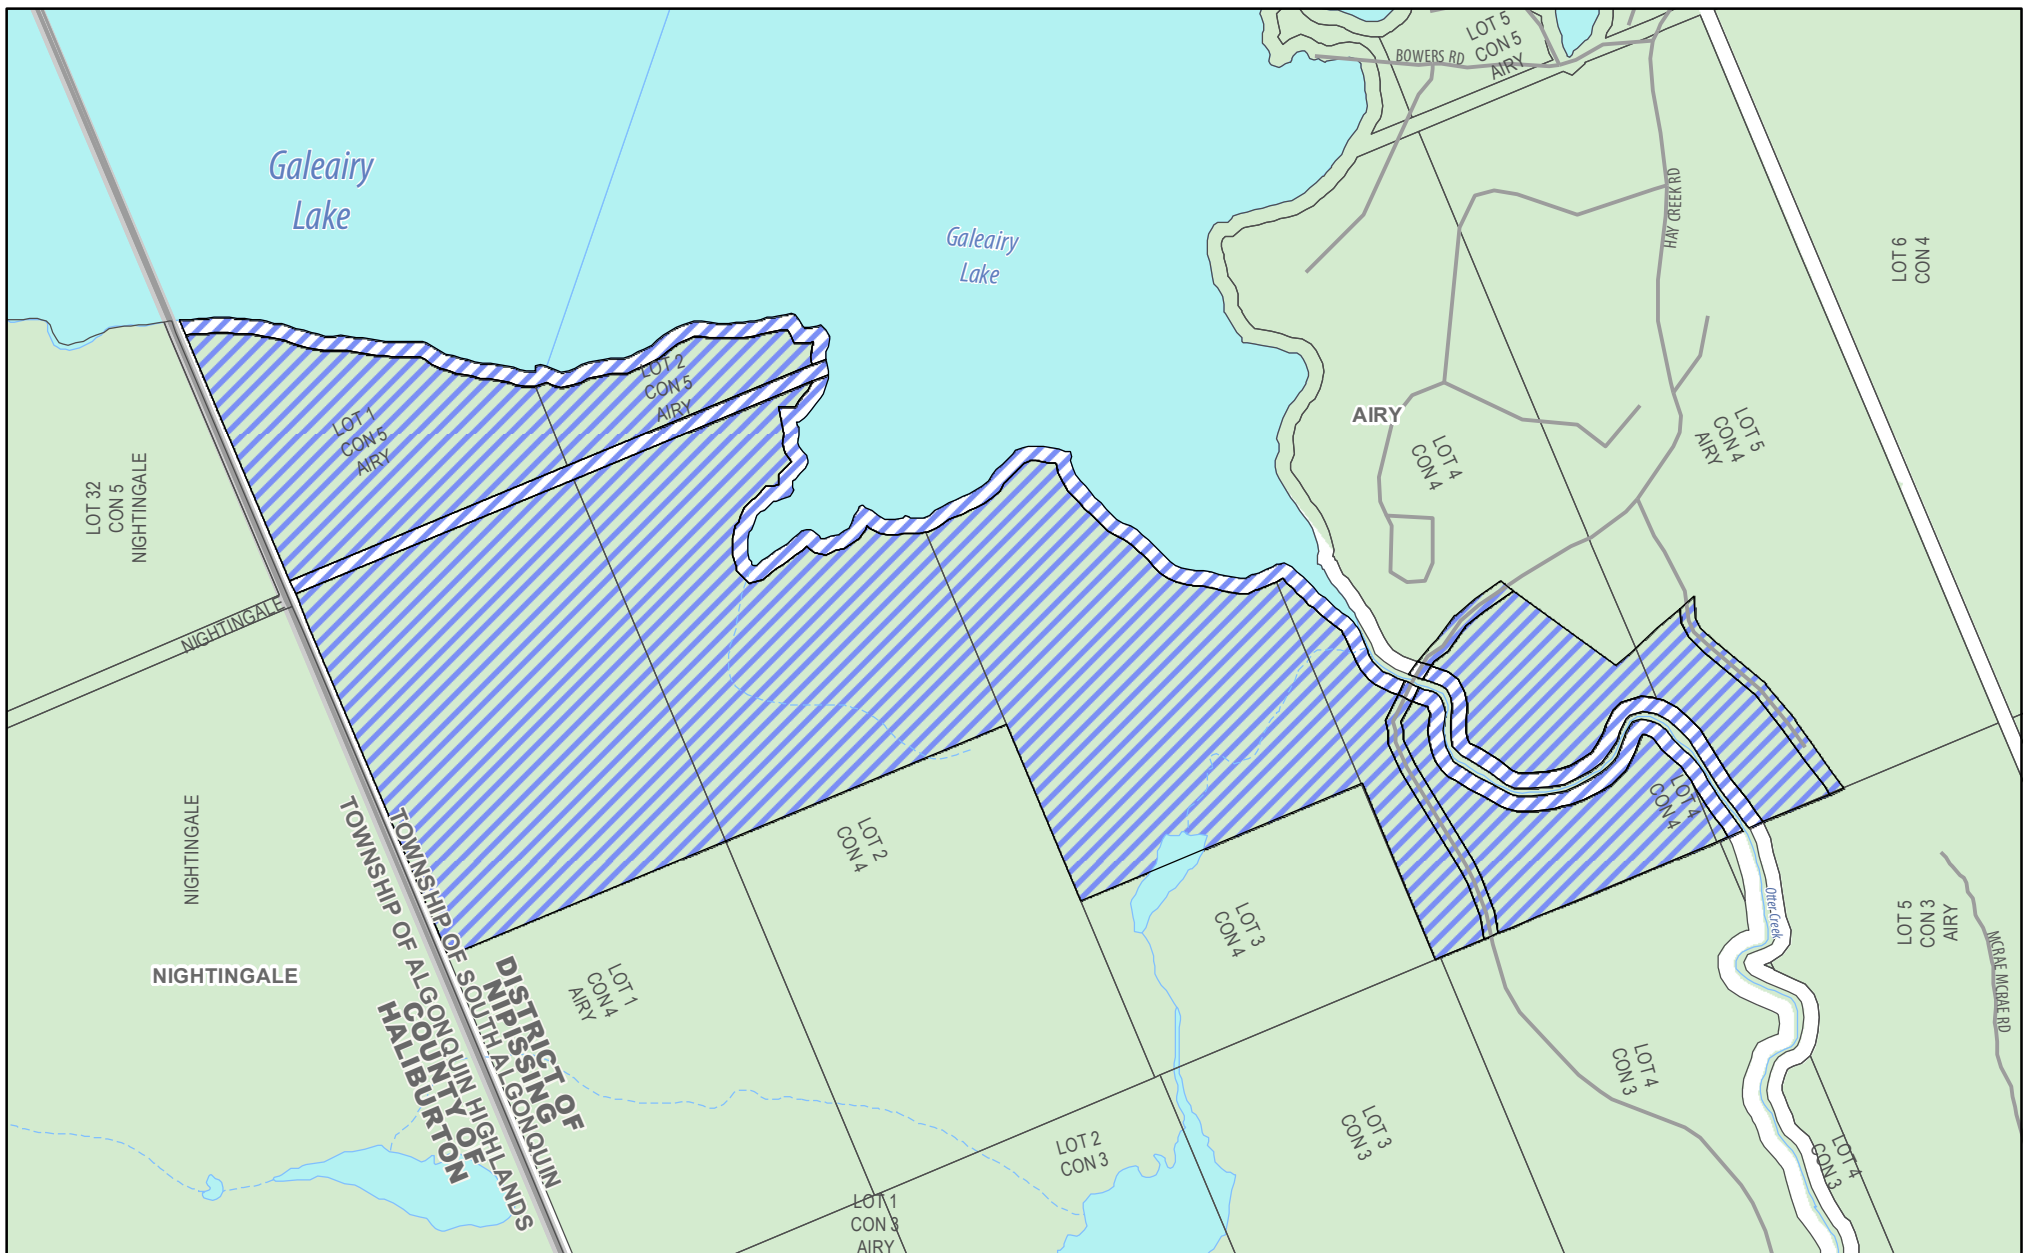 LOT 5
CON 5
AIRY
BOWERS RD
Galeairy
Lake
Galeairy
Lake
HAY CREEK RD
LOT 6
CON 4
LOT 2
CON 5
AIRY
LOT 1
CON 5
AIRY
AIRY
LOT 4
CON 4
LOT 5
CON 4
AIRY
LOT 32
CON 5
NIGHTINGALE
NIGHTINGALE
NIGHTINGALE
LOT 2
CON 4
LOT 4
CON 4
LOT 3
CON 4
Otter Creek
LOT 5
CON 3
AIRY
MCRAE MCRAE RD
NIGHTINGALE
LOT 1
CON 4
AIRY
DISTRICT OF
NIPISSING
TOWNSHIP OF SOUTH ALGONQUIN
TOWNSHIP OF ALGONQUIN HIGHLANDS
COUNTY OF
HALIBURTON
LOT 4
CON 3
LOT 3
CON 3
LOT 2
CON 3
LOT 4
CON 3
LOT 1
CON 3
AIRY